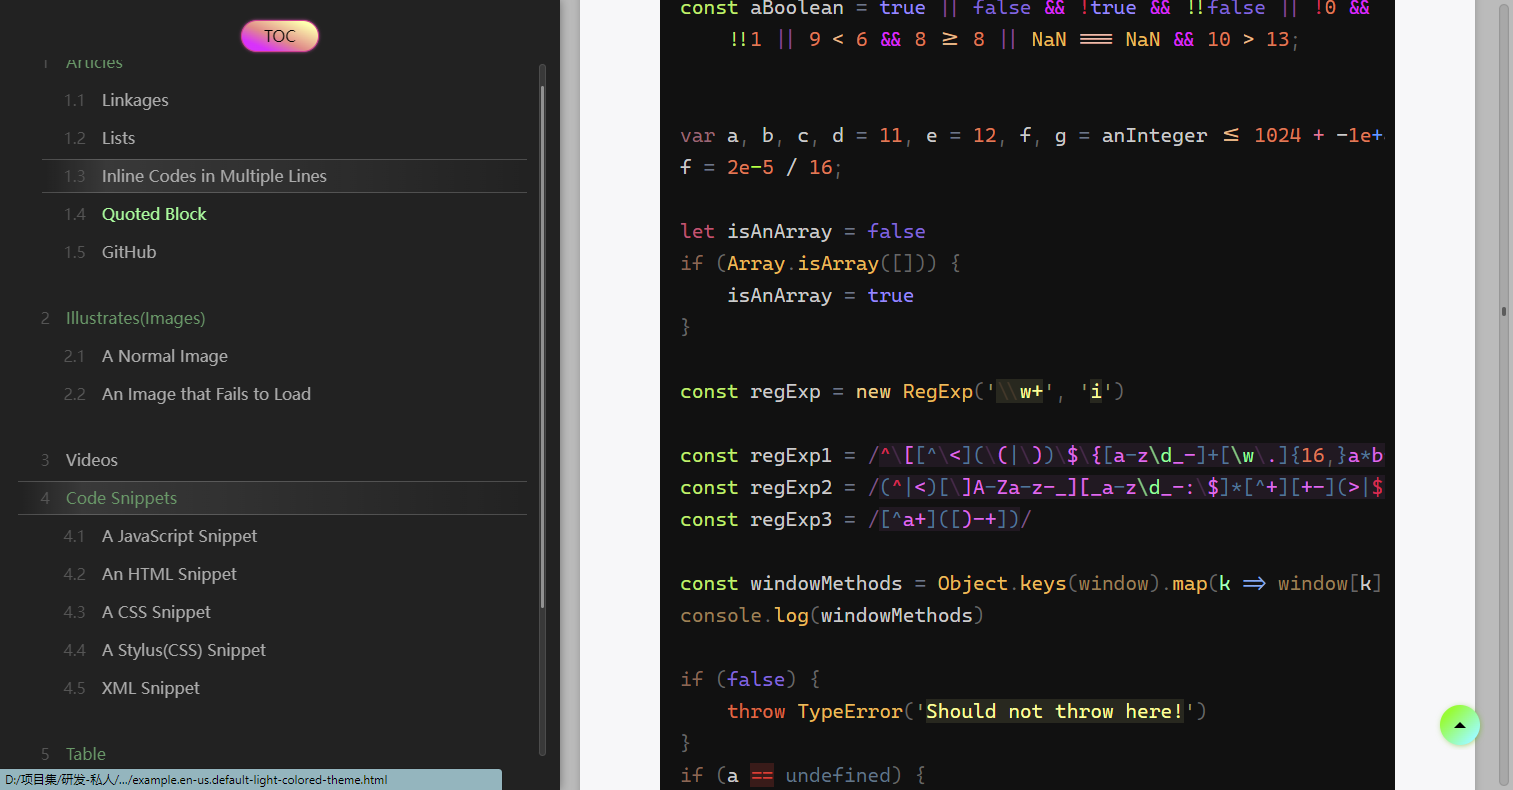 TOC
1 Articles
1.1 Linkages
1.2 Lists
1.3 Inline Codes in Multiple Lines
1.4 Quoted Block
1.5 GitHub
2 Illustrates(Images)
2.1 A Normal Image
2.2 An Image that Fails to Load
3 Videos
4 Code Snippets
4.1 A JavaScript Snippet
4.2 An HTML Snippet
4.3 A CSS Snippet
4.4 A Stylus(CSS) Snippet
4.5 XML Snippet
5 Table
D:/项目集/研发-私人/.../example.en-us.default-light-colored-theme.html
const aBoolean = true || false && !true && !!false || !0 &&
    !!1 || 9 < 6 && 8 ≥ 8 || NaN === NaN && 10 > 13;
var a, b, c, d = 11, e = 12, f, g = anInteger ≤ 1024 + -1e+
f = 2e-5 / 16;
let isAnArray = false
if (Array.isArray([])) {
    isAnArray = true
}
const regExp = new RegExp('\\w+', 'i')
const regExp1 = /^\[[^\<](\(|\))\$\{[a-z\d_-]+[\w\.]{16,}a*b
const regExp2 = /(^|<)[\]A-Za-z-_][_a-z\d_-:\$]*[^+][+-](>|$
const regExp3 = /[^a+]([)-+])/
const windowMethods = Object.keys(window).map(k ⇒ window[k]
console.log(windowMethods)
if (false) {
    throw TypeError('Should not throw here!')
}
if (a == undefined) {